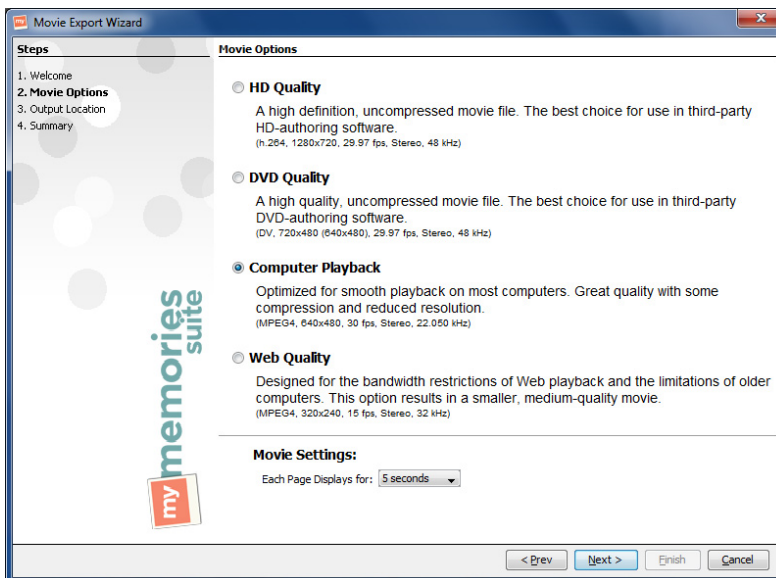 Movie Export Wizard
Steps
1. Welcome
2. Movie Options
3. Output Location
4. Summary
my memories suite
Movie Options
HD Quality
A high definition, uncompressed movie file. The best choice for use in third-party
HD-authoring software.
(h.264, 1280x720, 29.97 fps, Stereo, 48 kHz)
DVD Quality
A high quality, uncompressed movie file. The best choice for use in third-party
DVD-authoring software.
(DV, 720x480 (640x480), 29.97 fps, Stereo, 48 kHz)
Computer Playback
Optimized for smooth playback on most computers. Great quality with some
compression and reduced resolution.
(MPEG4, 640x480, 30 fps, Stereo, 22.050 kHz)
Web Quality
Designed for the bandwidth restrictions of Web playback and the limitations of older
computers. This option results in a smaller, medium-quality movie.
(MPEG4, 320x240, 15 fps, Stereo, 32 kHz)
Movie Settings:
Each Page Displays for: 5 seconds
< Prev Next > Finish Cancel